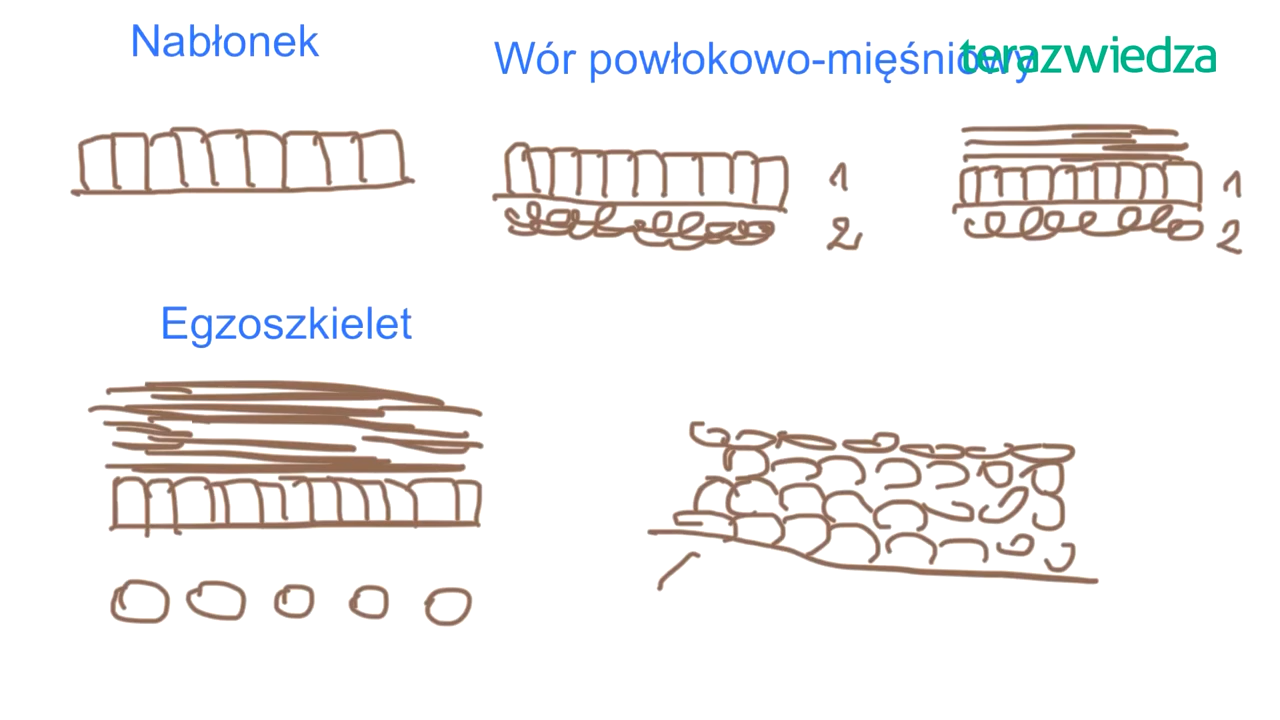 Nabłonek
Wór powłokowo-mięśniowy
terazwiedza
1
2
1
2
Egzoszkielet